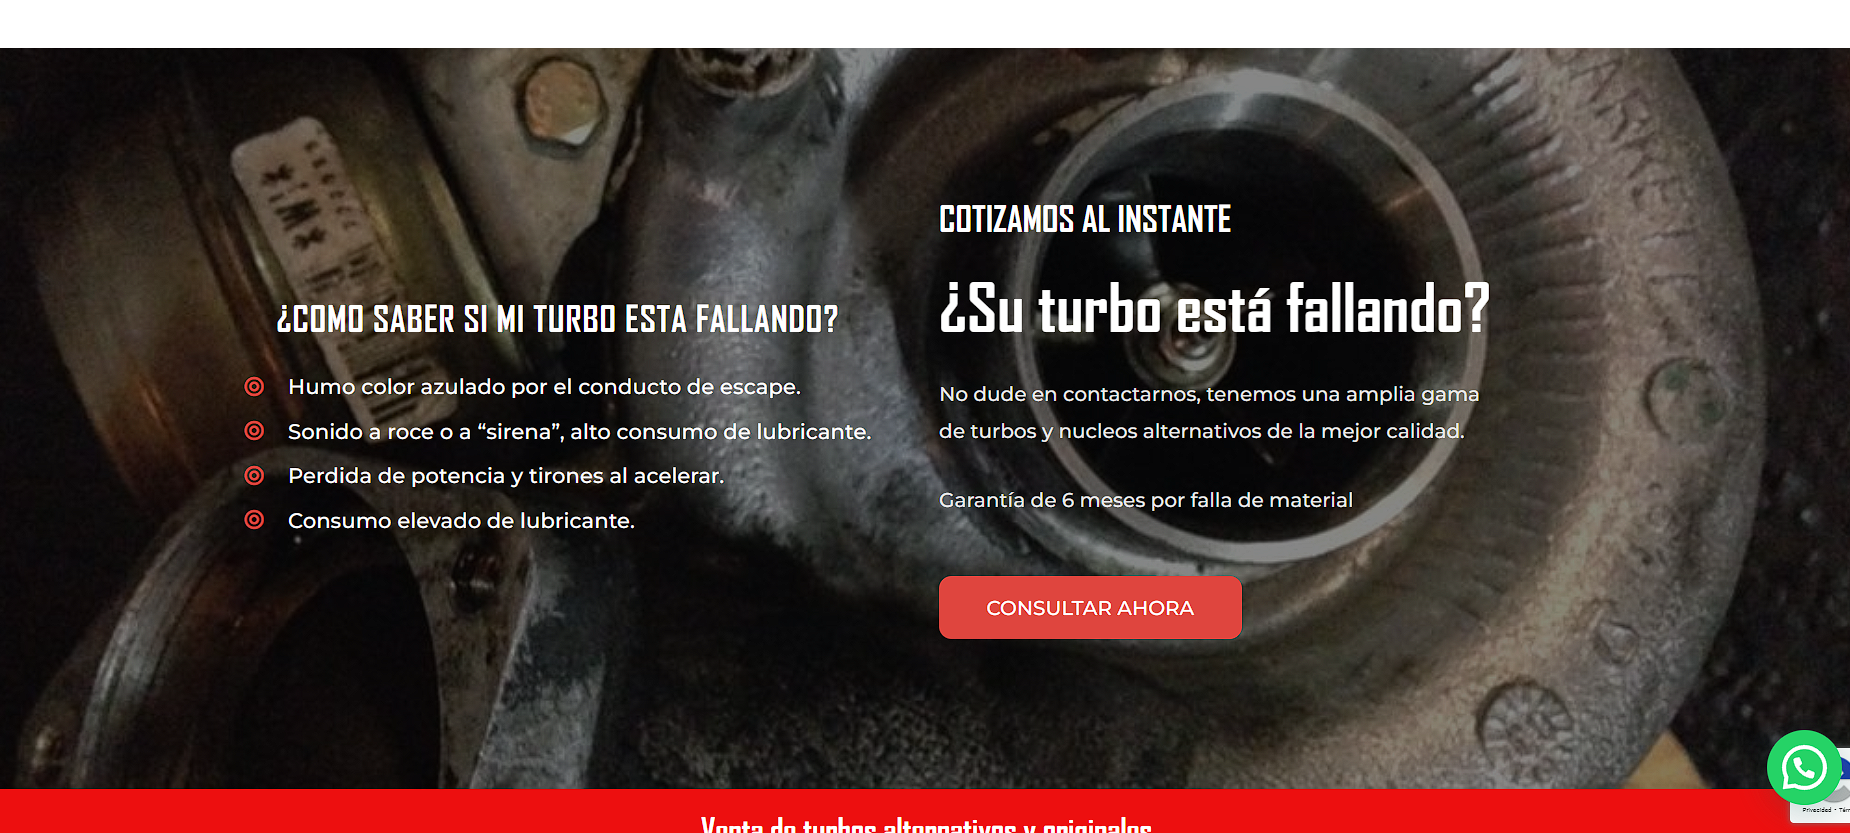 ¿COMO SABER SI MI TURBO ESTA FALLANDO?
Humo color azulado por el conducto de escape.
Sonido a roce o a “sirena”, alto consumo de lubricante.
Perdida de potencia y tirones al acelerar.
Consumo elevado de lubricante.
COTIZAMOS AL INSTANTE
¿Su turbo está fallando?
No dude en contactarnos, tenemos una amplia gama
de turbos y nucleos alternativos de la mejor calidad.
Garantía de 6 meses por falla de material
CONSULTAR AHORA
Venta de turbos alternativos y originales
Privacidad